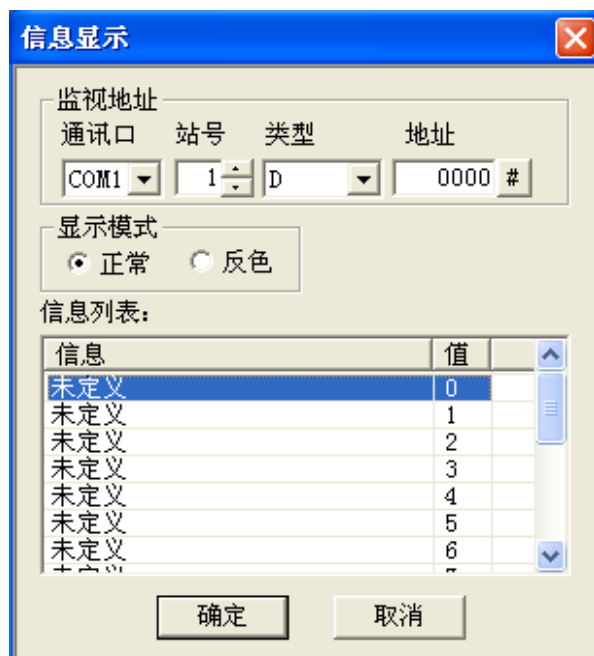 信息显示
监视地址
通讯口 站号 类型 地址
COM1 1 D 0000 #
显示模式
正常 反色
信息列表:
信息 值
未定义 0
未定义 1
未定义 2
未定义 3
未定义 4
未定义 5
未定义 6
确定 取消